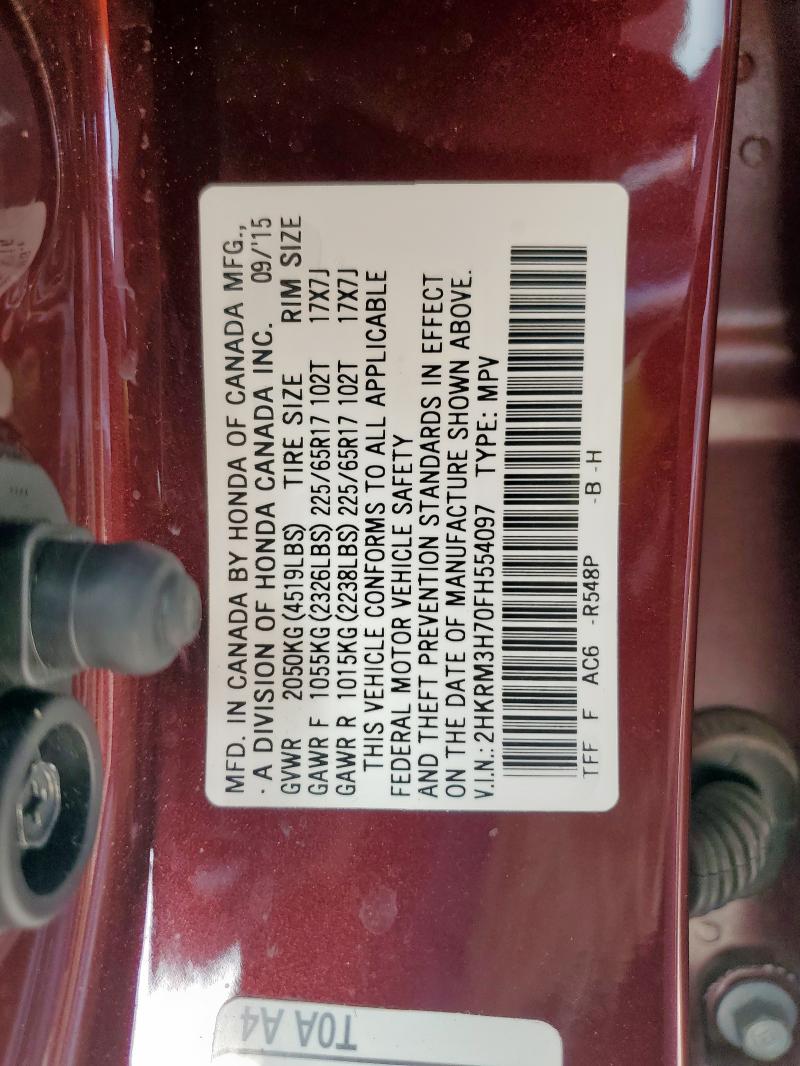 MFD. IN CANADA BY HONDA OF CANADA MFG.,
·A DIVISION OF HONDA CANADA INC. 09/'15
GVWR 2050KG(4519LBS) TIRE SIZE RIM SIZE
GAWR F 1055KG(2326LBS) 225/65R17 102T 17X7J
GAWR R 1015KG(2238LBS) 225/65R17 102T 17X7J
THIS VEHICLE CONFORMS TO ALL APPLICABLE
FEDERAL MOTOR VEHICLE SAFETY
AND THEFT PREVENTION STANDARDS IN EFFECT
ON THE DATE OF MANUFACTURE SHOWN ABOVE.
V.I.N.: 2HKRM3H70FH554097 TYPE: MPV
TFF F AC6 -R548P -B -H
T0A A4